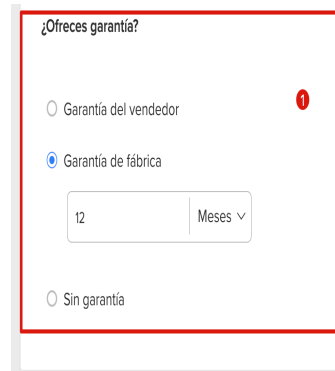 ¿Ofreces garantía?
Garantía del vendedor
1
Garantía de fábrica
12
Meses
Sin garantía